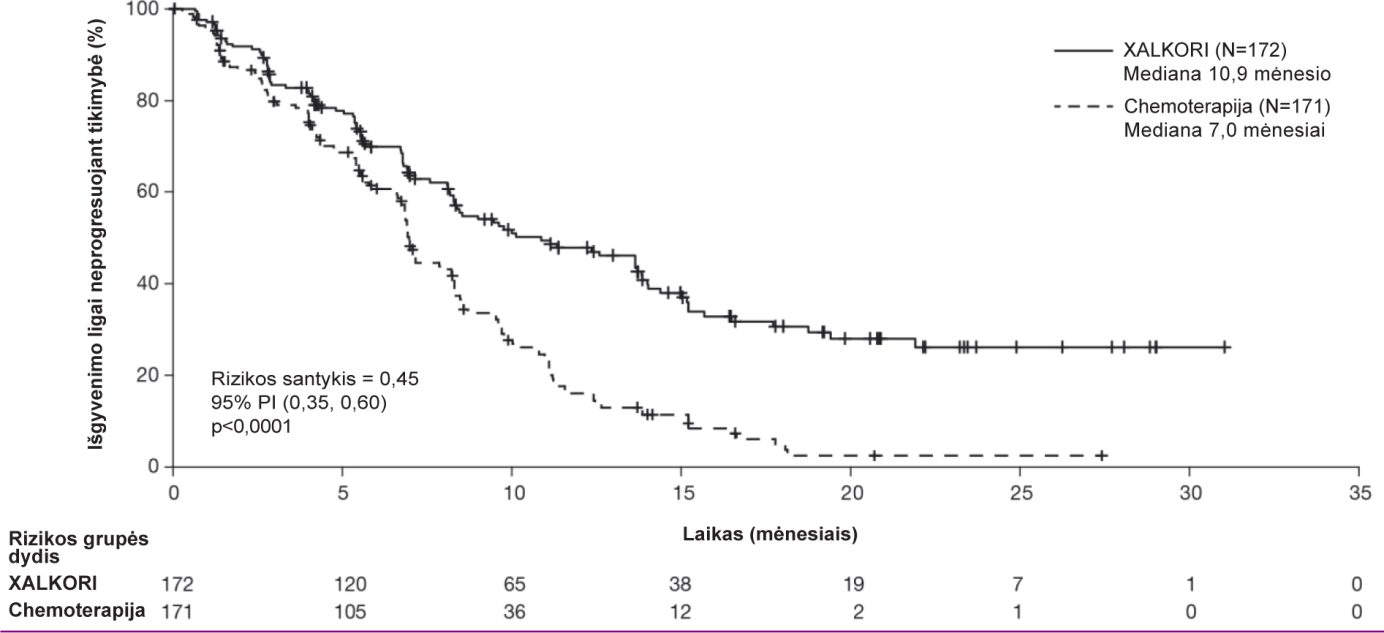 Išgyvenimo ligai neprogresuojant tikimybė (%)
100
80
60
40
20
0
XALKORI (N=172)
Mediana 10,9 mėnesio
Chemoterapija (N=171)
Mediana 7,0 mėnesiai
Rizikos santykis = 0,45
95% PI (0,35, 0,60)
p<0,0001
0 5 10 15 20 25 30 35
Laikas (mėnesiais)
Rizikos grupės
dydis
XALKORI 172 120 65 38 19 7 1 0
Chemoterapija 171 105 36 12 2 1 0 0